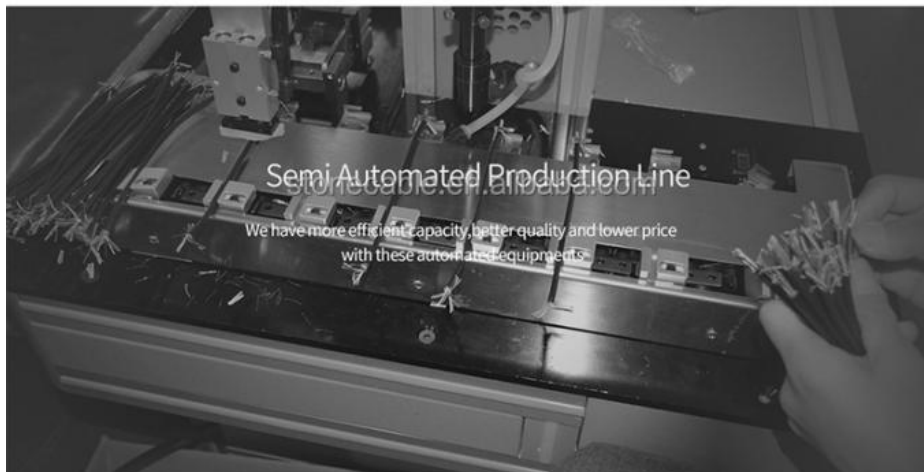 Semi Automated Production Line
stonecable.en.alibaba.com
We have more efficient capacity,better quality and lower price
with these automated equipments